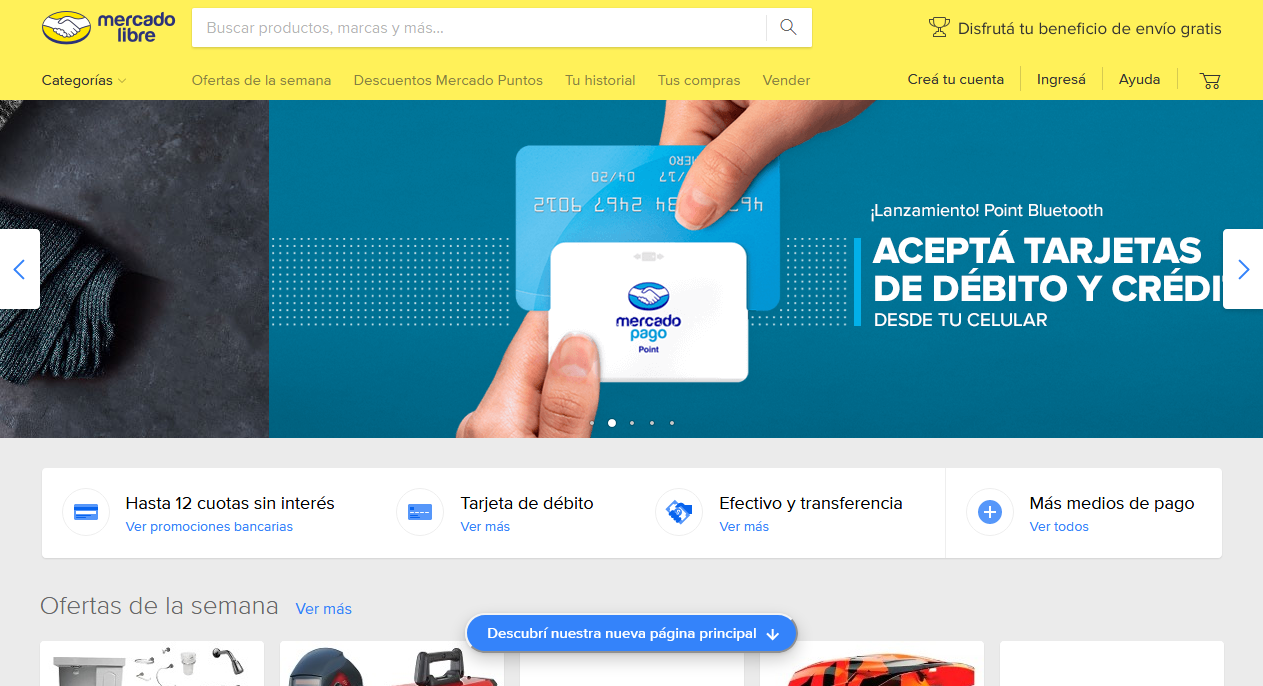 mercado
libre
Buscar productos, marcas y más...
Disfrutá tu beneficio de envío gratis
Categorías
Ofertas de la semana
Descuentos Mercado Puntos
Tu historial
Tus compras
Vender
Creá tu cuenta
Ingresá
Ayuda
¡Lanzamiento! Point Bluetooth
ACEPTÁ TARJETAS
DE DÉBITO Y
DESDE TU CELULAR
mercado
pago
Point
Hasta 12 cuotas sin interés
Ver promociones bancarias
Tarjeta de débito
Ver más
Efectivo y transferencia
Ver más
Más medios de pago
Ver todos
Ofertas de la semana
Ver más
Descubrí nuestra nueva página principal